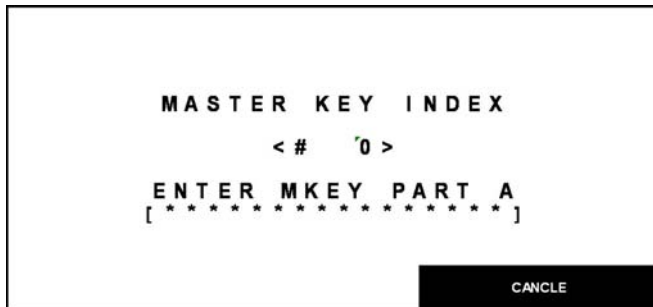 MASTER KEY INDEX
<# 0>
ENTER MKEY PART A
[****************]
CANCLE